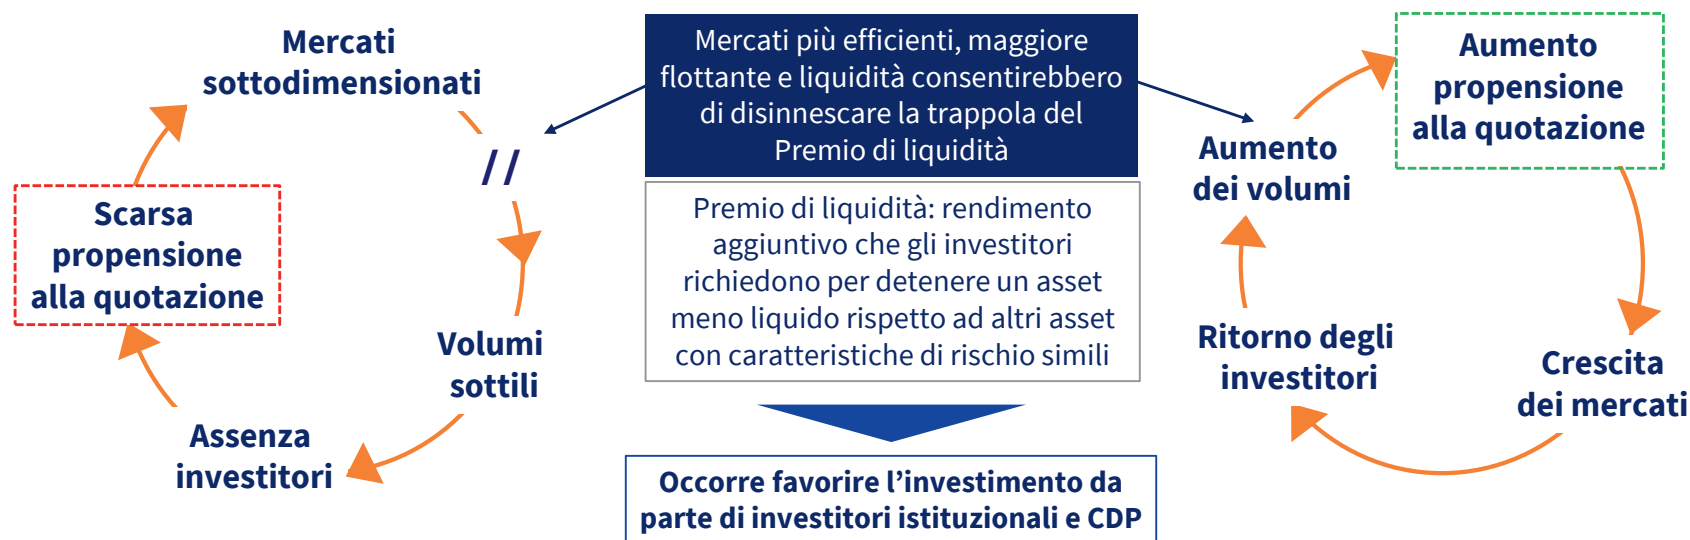 Mercati
sottodimensionati
//
Volumi
sottili
Assenza
investitori
Scarsa
propensione
alla quotazione
Mercati più efficienti, maggiore
flottante e liquidità consentirebbero
di disinnescare la trappola del
Premio di liquidità
Premio di liquidità: rendimento
aggiuntivo che gli investitori
richiedono per detenere un asset
meno liquido rispetto ad altri asset
con caratteristiche di rischio simili
Occorre favorire l’investimento da
parte di investitori istituzionali e CDP
Aumento
propensione
alla quotazione
Aumento
dei volumi
Ritorno degli
investitori
Crescita
dei mercati